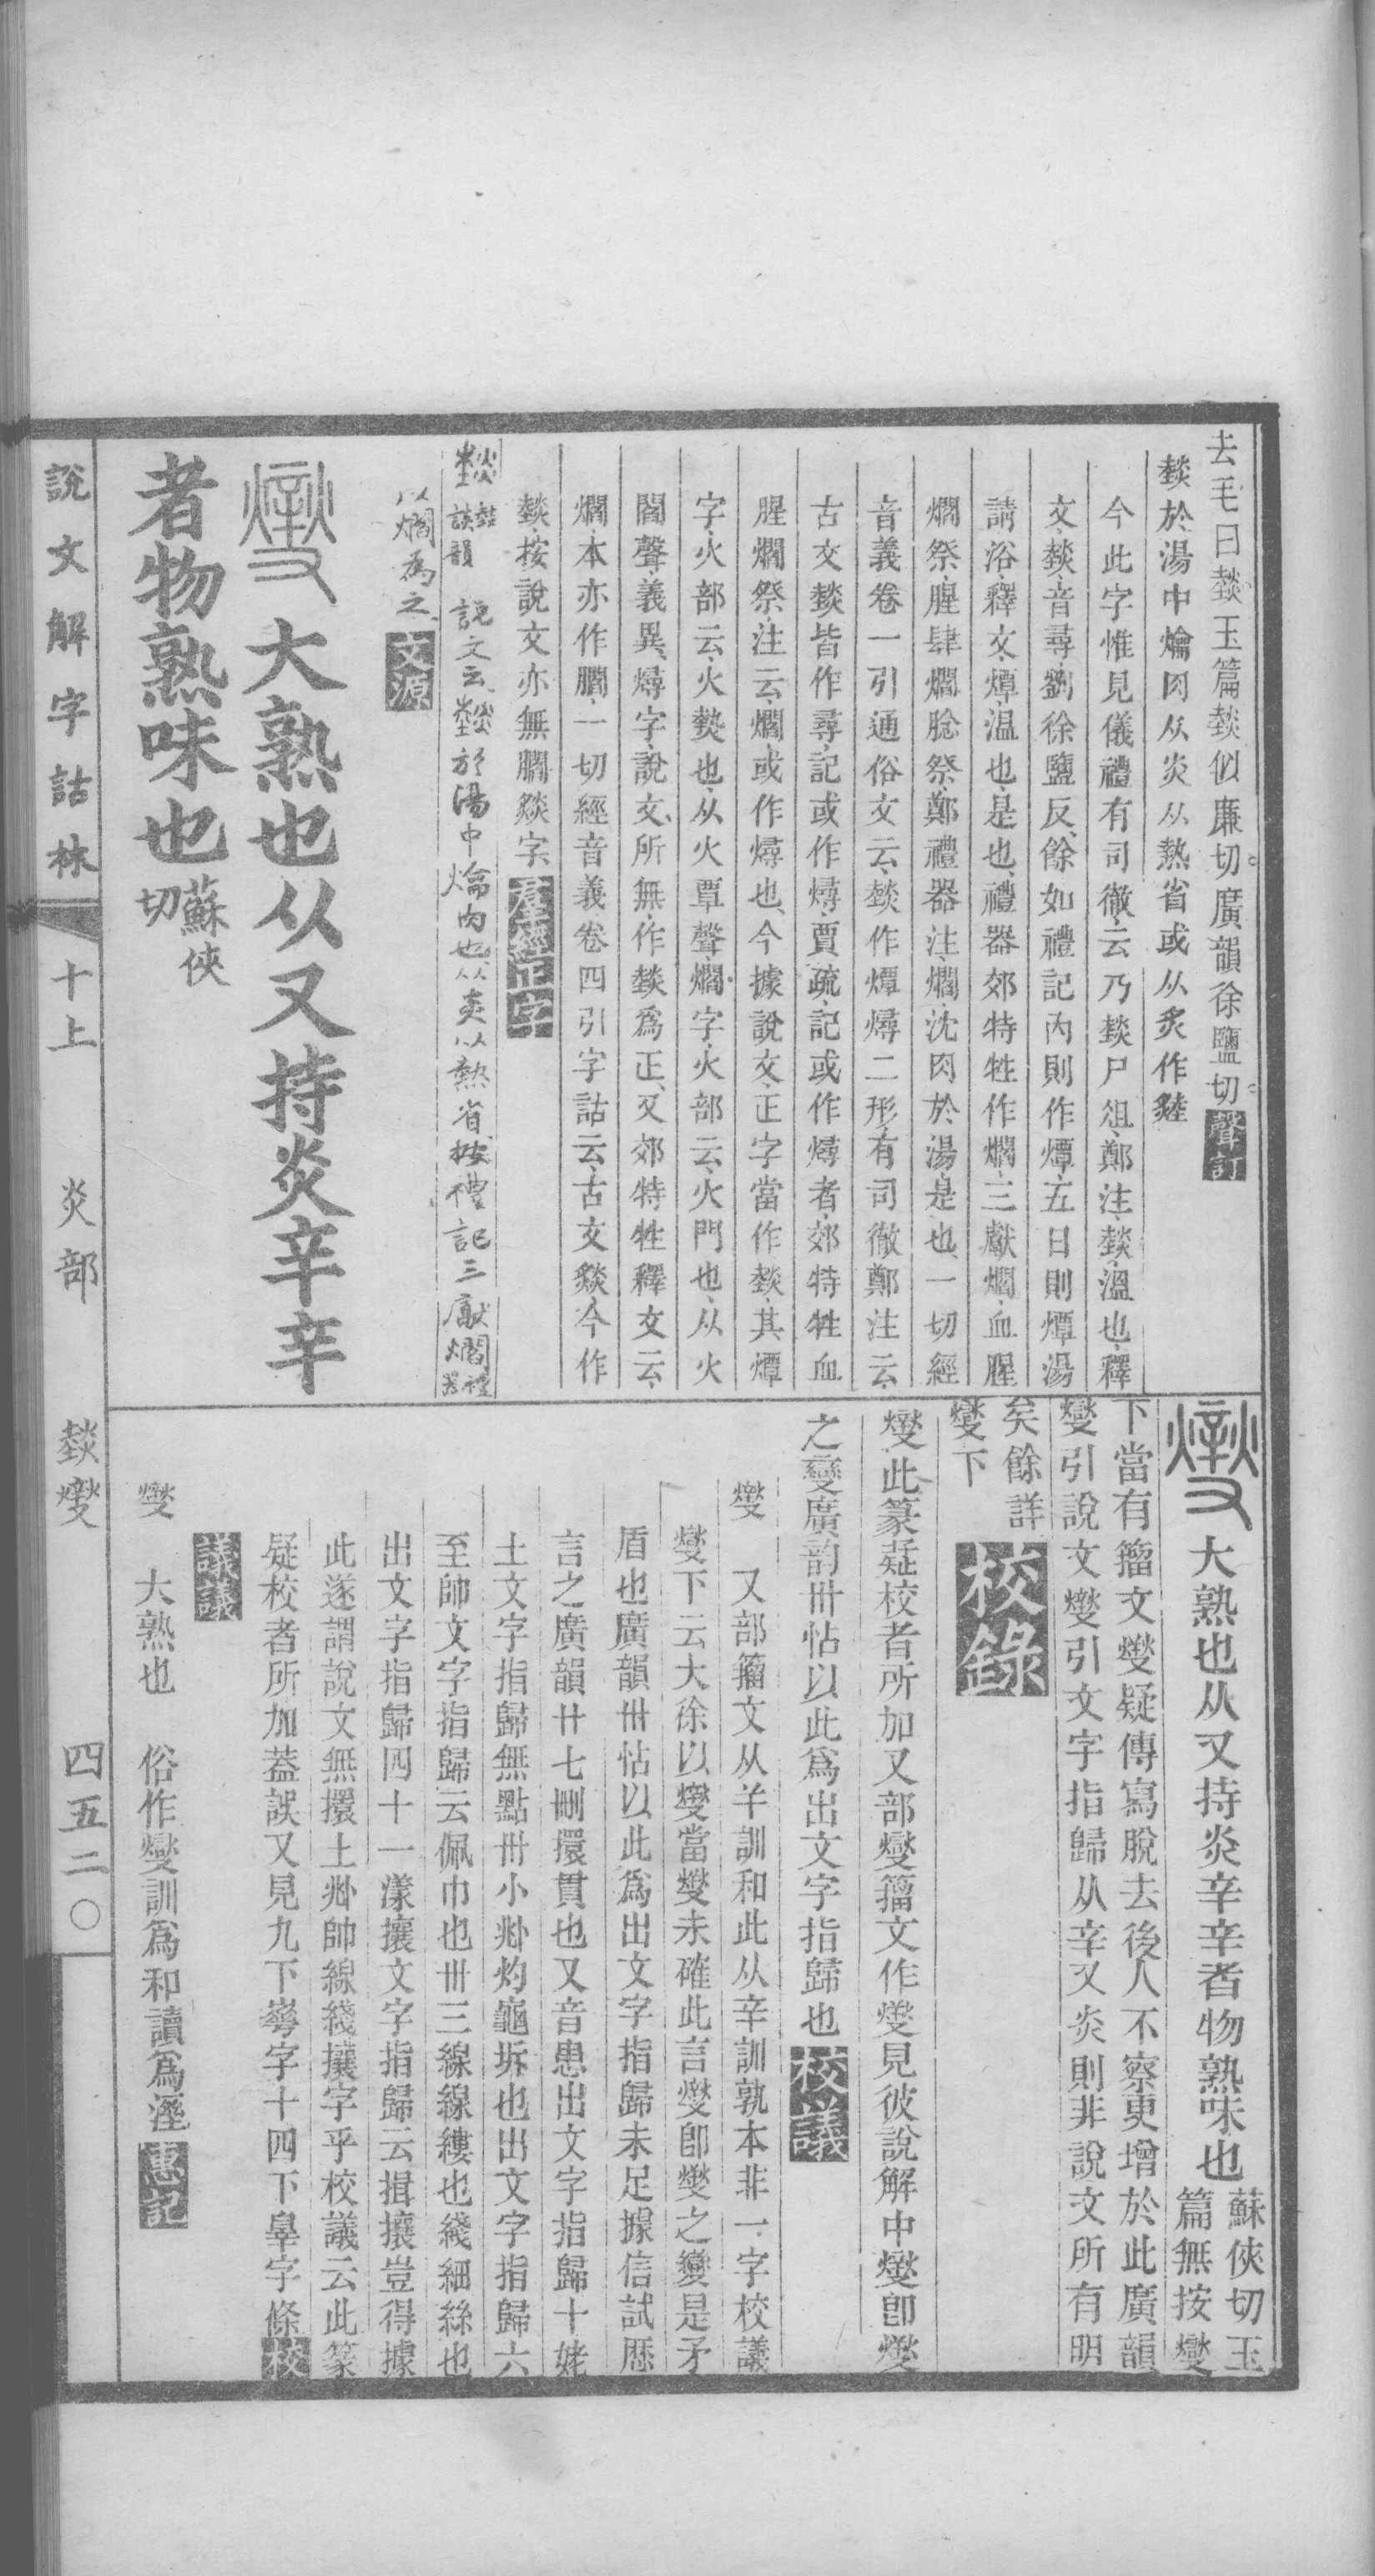 去毛曰燅玉篇燅似廉切廣韻徐鹽切聲訂
燅於湯中爚肉从炎从熱省或从炙作𤑔
今此字惟見儀禮有司徹云乃燅尸俎鄭注燅溫也釋
文燅音尋劉徐鹽反餘如禮記內則作燂五日則燂湯
請浴釋文燂温也是也禮器郊特牲作爓三獻爓血腥
爓祭腥肆爓腍祭鄭禮器注爓沈肉於湯是也一切經
音義卷一引通俗文云燅作燂燖二形有司徹鄭注云
古文燅皆作尋記或作燖賈疏記或作燖者郊特牲血
腥爓祭注云爓或作燖也今據說文正字當作燅其燂
字火部云火𤍽也从火覃聲爓字火部云火門也从火
閻聲義異燖字說文所無作燅爲正又郊特牲釋文云
爓本亦作膶一切經音義卷四引字詁云古文𤑔今作
燅按說文亦無膶𤑔字羣經正字
燅 談韻 說文云燅於湯中爚肉也从炎从熱省按禮記三獻爓禮器
以爓爲之文源
燮大熟也从又持炎辛辛
者物熟味也蘇俠
切
燮大熟也从又持炎辛辛者物熟味也蘇俠切玉
篇無按燮
下當有籒文燮疑傳寫脫去後人不察更增於此廣韻
燮引說文燮引文字指歸从辛又炎則非說文所有明
矣餘詳
燮下校錄
燮此篆疑校者所加又部燮籒文作燮見彼說解中燮卽燮
之變廣韵卅怗以此爲出文字指歸也校議
燮 又部籒文从羊訓和此从辛訓孰本非一字校議
燮下云大徐以燮當燮未確此言燮卽燮之變是矛
盾也廣韻卅怗以此爲出文字指歸未足據信試歷
言之廣韻廿七刪擐貫也又音患出文字指歸十姥
土文字指歸無點卅小𠧞灼龜坼也出文字指歸六
至帥文字指歸云佩巾也卅三線線縷也綫細絲也
出文字指歸四十一漾攘文字指歸云揖攘豈得據
此遂謂說文無擐土𠧞帥線綫攘字乎校議云此篆
疑校者所加蓋誤又見九下嵜字十四下辠字條校
議議
燮 大熟也 俗作燮訓爲和讀爲溼惠記
說文解字詁林 十上 炎部 燅燮 四五二〇